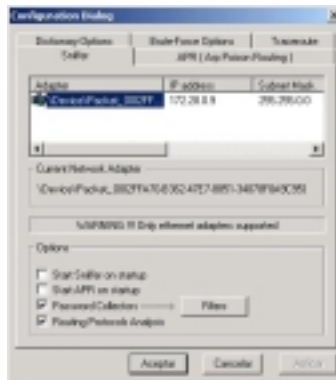 Configuration Dialog
Dictionary Options
Brute-Force Options
Traceroute
Sniffer
APR ( Arp Poison Routing )
Adapter
IP address
Subnet Mask
\Device\Packet_{002FF
172.28.0.9
255.255.0.0
Current Network Adapter
WARNING !!! Only ethernet adapters supported
Options
Start Sniffer on startup
Start APR on startup
Password Collectors
Filters
Routing Protocols Analysis
Aceptar
Cancelar
Aplicar